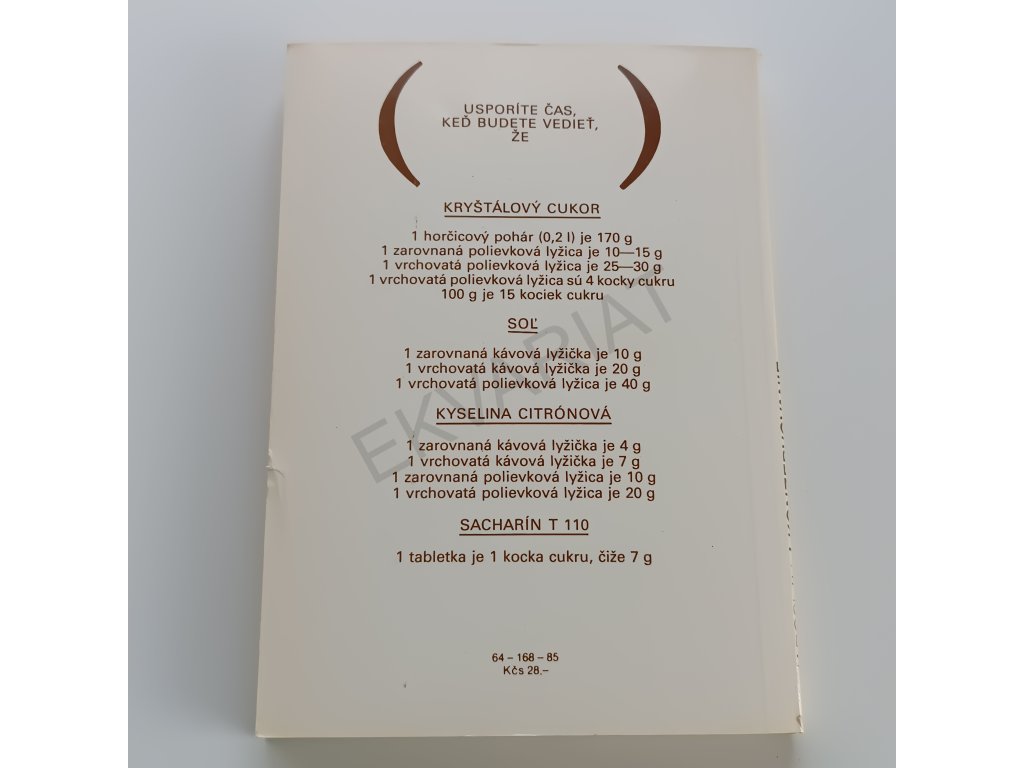 USPORÍTE ČAS,
KEĎ BUDETE VEDIEŤ,
ŽE
KRYŠTÁLOVÝ CUKOR
1 horčicový pohár (0,2 l) je 170 g
1 zarovnaná polievková lyžica je 10—15 g
1 vrchovatá polievková lyžica je 25—30 g
1 vrchovatá polievková lyžica sú 4 kocky cukru
100 g je 15 kociek cukru
SOĽ
1 zarovnaná kávová lyžička je 10 g
1 vrchovatá kávová lyžička je 20 g
1 vrchovatá polievková lyžica je 40 g
KYSELINA CITRÓNOVÁ
1 zarovnaná kávová lyžička je 4 g
1 vrchovatá kávová lyžička je 7 g
1 zarovnaná polievková lyžica je 10 g
1 vrchovatá polievková lyžica je 20 g
SACHARÍN T 110
1 tabletka je 1 kocka cukru, čiže 7 g
64 – 168 – 85
Kčs 28,–
EKVARIAT